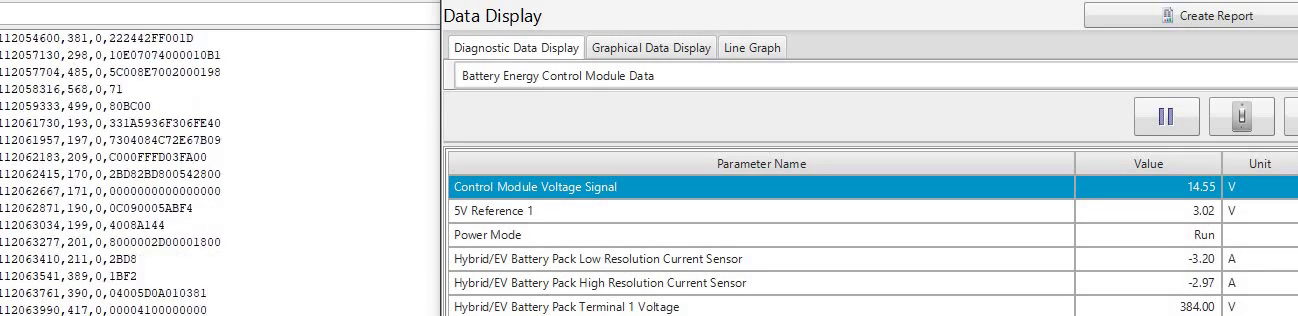 112054600,381,0,222442FF001D
112057130,298,0,10E07074000010B1
112057704,485,0,5C008E7002000198
112058316,568,0,71
112059333,499,0,80BC00
112061730,193,0,331A5936F306FE40
112061957,197,0,7304084C72E67B09
112062183,209,0,C000FFFD03FA00
112062415,170,0,2BD82BD800542800
112062667,171,0,0000000000000000
112062871,190,0,0C090005ABF4
112063034,199,0,4008A144
112063277,201,0,8000002D00001800
112063410,211,0,2BD8
112063541,389,0,1BF2
112063761,390,0,04005D0A010381
112063990,417,0,00004100000000
Data Display
Create Report
Diagnostic Data Display Graphical Data Display Line Graph
Battery Energy Control Module Data
Parameter Name Value Unit
Control Module Voltage Signal 14.55 V
5V Reference 1 3.02 V
Power Mode Run
Hybrid/EV Battery Pack Low Resolution Current Sensor -3.20 A
Hybrid/EV Battery Pack High Resolution Current Sensor -2.97 A
Hybrid/EV Battery Pack Terminal 1 Voltage 384.00 V